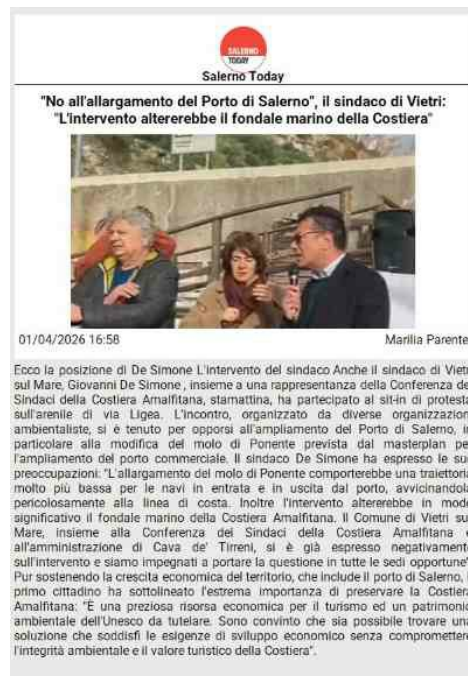 SALERNO
TODAY
Salerno Today
"No all'allargamento del Porto di Salerno", il sindaco di Vietri:
"L'intervento altererebbe il fondale marino della Costiera"
01/04/2026 16:58
Marilia Parente
Ecco la posizione di De Simone L'intervento del sindaco Anche il sindaco di Vietri
sul Mare, Giovanni De Simone , insieme a una rappresentanza della Conferenza dei
Sindaci della Costiera Amalfitana, stamattina, ha partecipato al sit-in di protesta
sull'arenile di via Ligea. L'incontro, organizzato da diverse organizzazion
ambientaliste, si è tenuto per opporsi all'ampliamento del Porto di Salerno, in
particolare alla modifica del molo di Ponente prevista dal masterplan per
l'ampliamento del porto commerciale. Il sindaco De Simone ha espresso le sue
preoccupazioni: "L'allargamento del molo di Ponente comporterebbe una traiettoria
molto più bassa per le navi in entrata e in uscita dal porto, avvicinandole
pericolosamente alla linea di costa. Inoltre l'intervento altererebbe in modo
significativo il fondale marino della Costiera Amalfitana. Il Comune di Vietri sul
Mare, insieme alla Conferenza dei Sindaci della Costiera Amalfitana e
all'amministrazione di Cava de' Tirreni, si è già espresso negativamente
sull'intervento e siamo impegnati a portare la questione in tutte le sedi opportune"
Pur sostenendo la crescita economica del territorio, che include il porto di Salerno, i
primo cittadino ha sottolineato l'estrema importanza di preservare la Costiera
Amalfitana: "È una preziosa risorsa economica per il turismo ed un patrimonio
ambientale dell'Unesco da tutelare. Sono convinto che sia possibile trovare una
soluzione che soddisfi le esigenze di sviluppo economico senza compromettere
l'integrità ambientale e il valore turistico della Costiera".